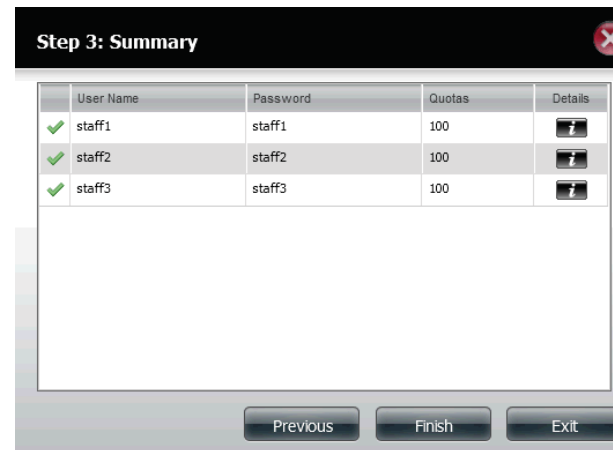 Step 3: Summary
User Name Password Quotas Details
staff1 staff1 100 i
staff2 staff2 100 i
staff3 staff3 100 i
Previous Finish Exit